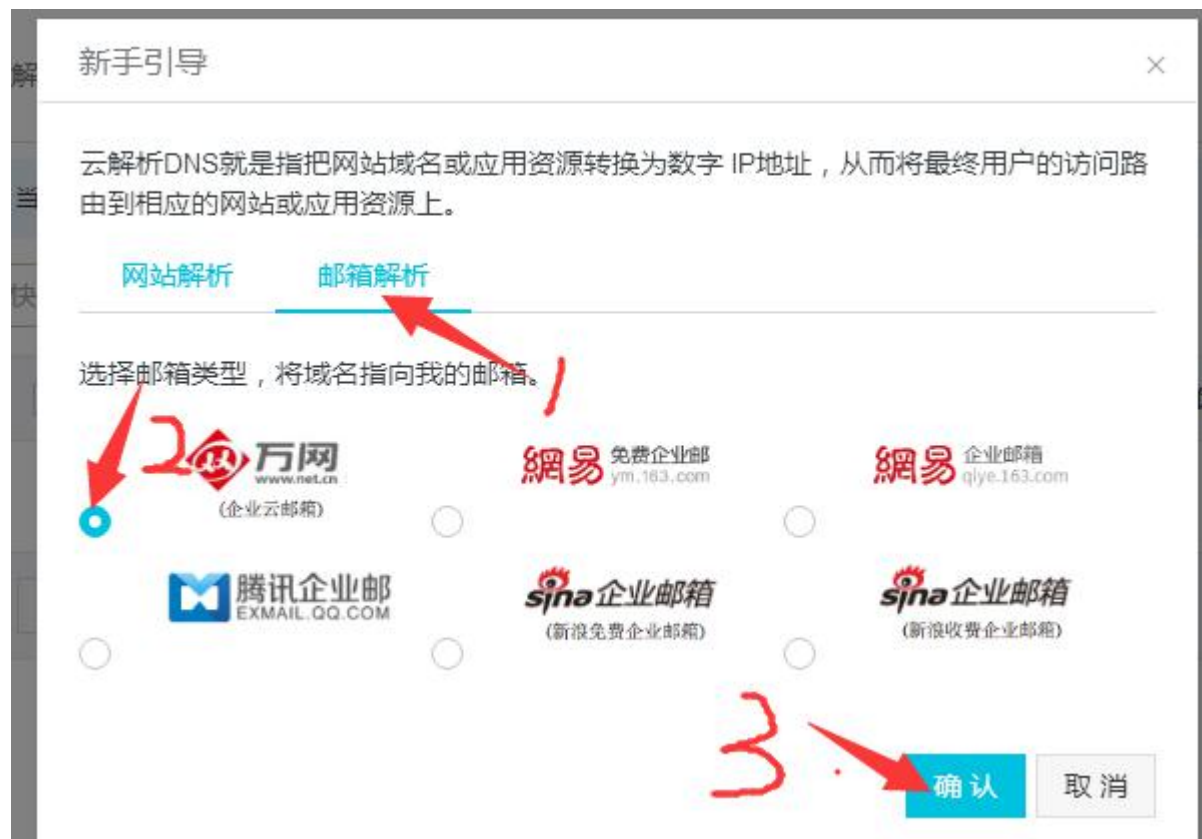 解
新手引导
×
当
云解析DNS就是指把网站域名或应用资源转换为数字 IP地址，从而将最终用户的访问路
由到相应的网站或应用资源上。
快
网站解析 邮箱解析
选择邮箱类型，将域名指向我的邮箱。
1
2
万网
www.net.cn
(企业云邮箱)
網易 免费企业邮
ym.163.com
網易 企业邮箱
qiye.163.com
腾讯企业邮
EXMAIL.QQ.COM
sina企业邮箱
(新浪免费企业邮箱)
sina企业邮箱
(新浪收费企业邮箱)
3.
确认 取消